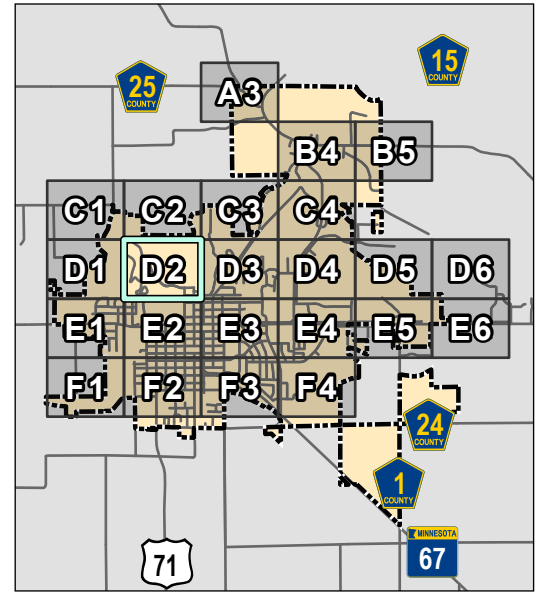 15
COUNTY
25
COUNTY
A3
B4 B5
C1 C2 C3 C4
D1 D2 D3 D4 D5 D6
E1 E2 E3 E4 E5 E6
F1 F2 F3 F4
24
COUNTY
1
COUNTY
MINNESOTA
67
71